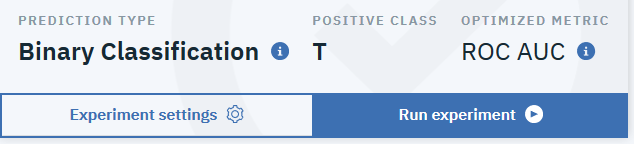 PREDICTION TYPE POSITIVE CLASS OPTIMIZED METRIC
Binary Classification T ROC AUC
Experiment settings Run experiment